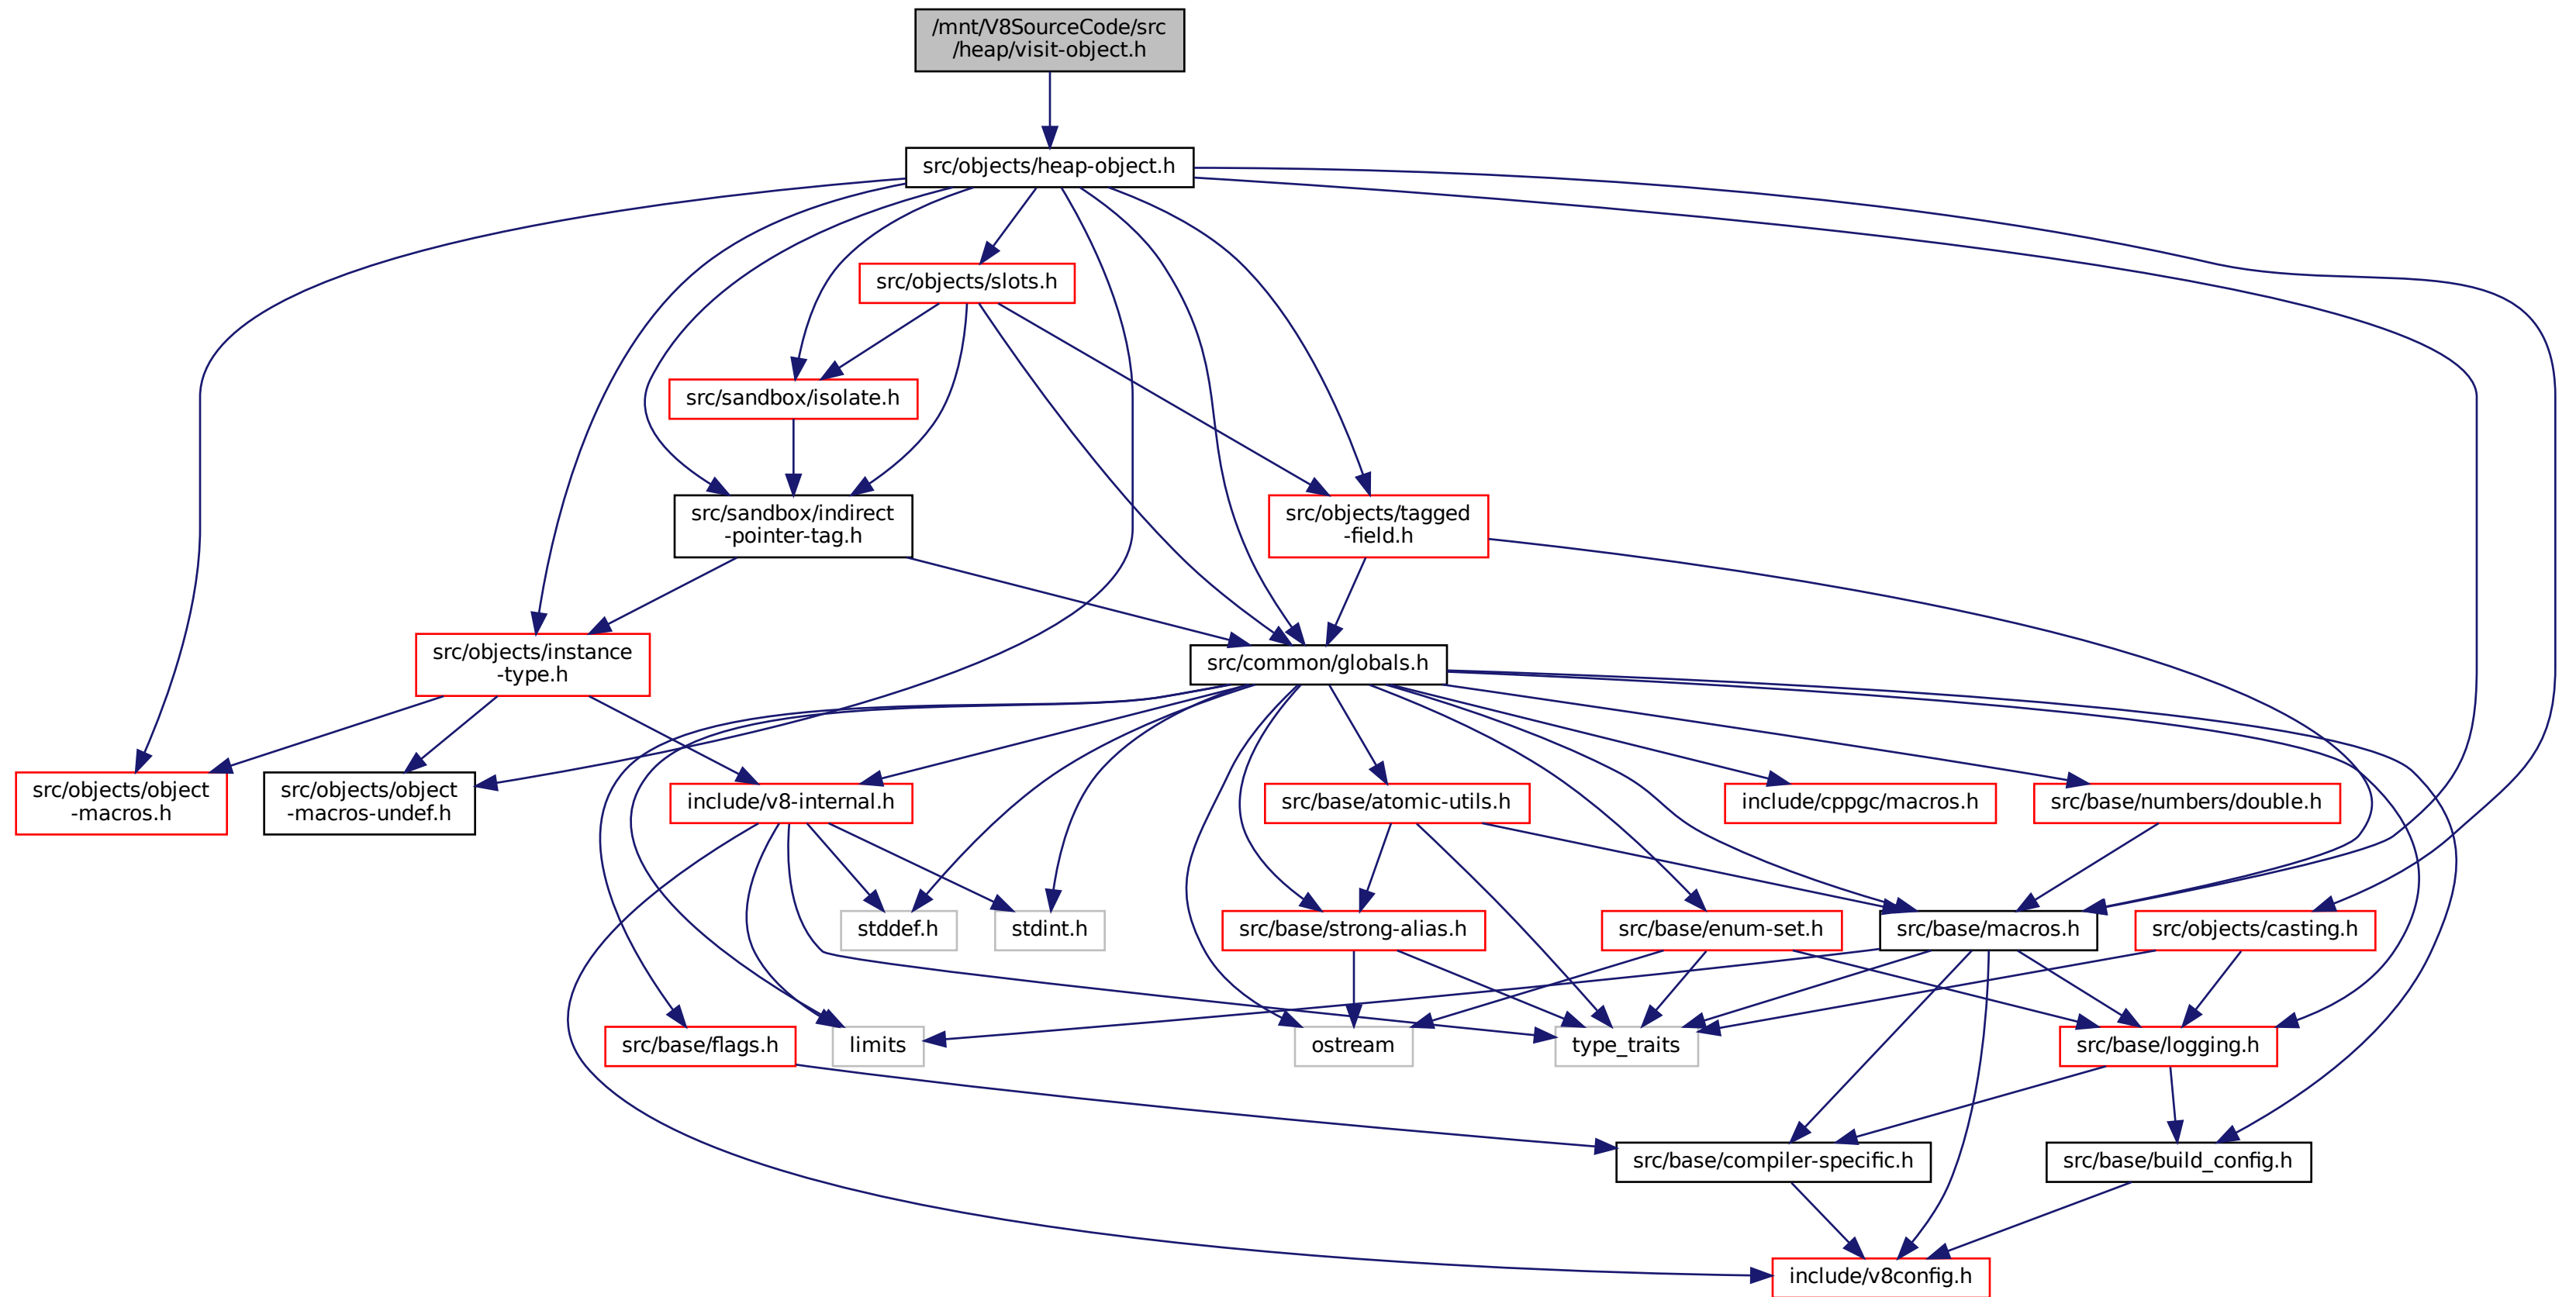 /mnt/V8SourceCode/src
/heap/visit-object.h
src/objects/heap-object.h
src/objects/slots.h
src/sandbox/isolate.h
src/sandbox/indirect
-pointer-tag.h
src/objects/tagged
-field.h
src/objects/instance
-type.h
src/common/globals.h
src/objects/object
-macros.h
src/objects/object
-macros-undef.h
include/v8-internal.h
src/base/atomic-utils.h
include/cppgc/macros.h
src/base/numbers/double.h
stddef.h
stdint.h
src/base/strong-alias.h
src/base/enum-set.h
src/base/macros.h
src/objects/casting.h
src/base/flags.h
limits
ostream
type_traits
src/base/logging.h
src/base/compiler-specific.h
src/base/build_config.h
include/v8config.h